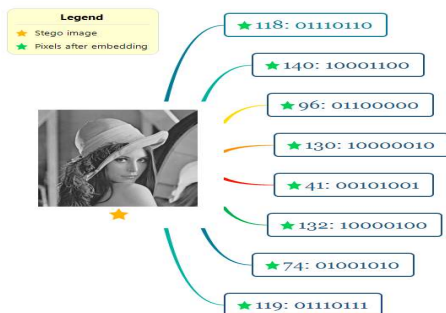 Legend
Stego image
Pixels after embedding
118: 01110110
140: 10001100
96: 01100000
130: 10000010
41: 00101001
132: 10000100
74: 01001010
119: 01110111